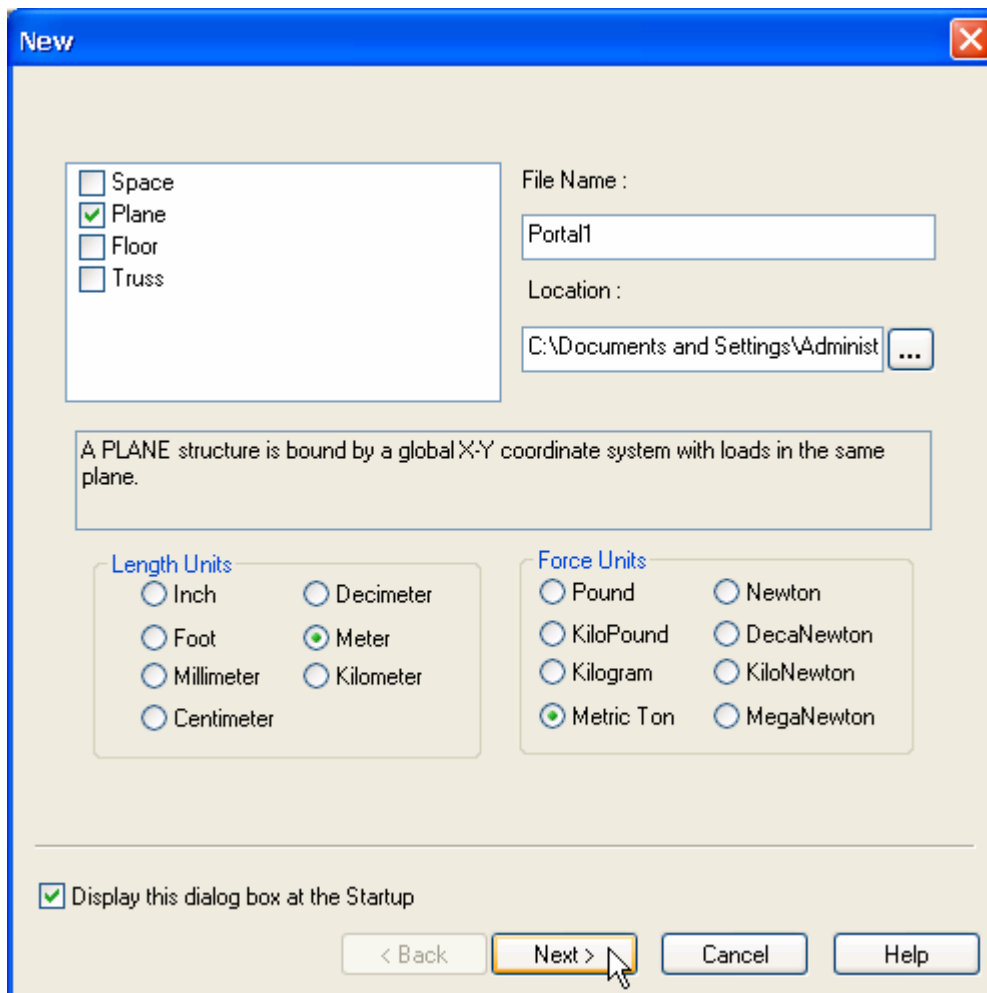 New
Space
Plane
Floor
Truss
File Name :
Portal1
Location :
C:\Documents and Settings\Administ
...
A PLANE structure is bound by a global X-Y coordinate system with loads in the same
plane.
Length Units
Inch
Decimeter
Foot
Meter
Millimeter
Kilometer
Centimeter
Force Units
Pound
Newton
KiloPound
DecaNewton
Kilogram
KiloNewton
Metric Ton
MegaNewton
Display this dialog box at the Startup
< Back
Next >
Cancel
Help